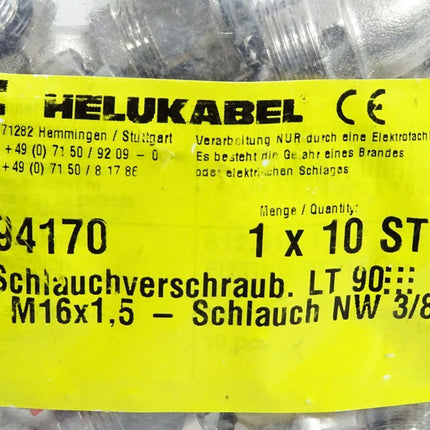 HELUKABEL CE
71282 Hemmingen / Stuttgart
+49 (0) 71 50 / 92 09 – 0
+49 (0) 71 50 / 8 17 86
Verarbeitung NUR durch eine Elektrofach
Es besteht die Gefahr eines Brandes
oder elektrischen Schlages
Menge / Quantity:
94170 1 x 10 ST
Schlauchverschraub. LT 90
M16x1,5 – Schlauch NW 3/8